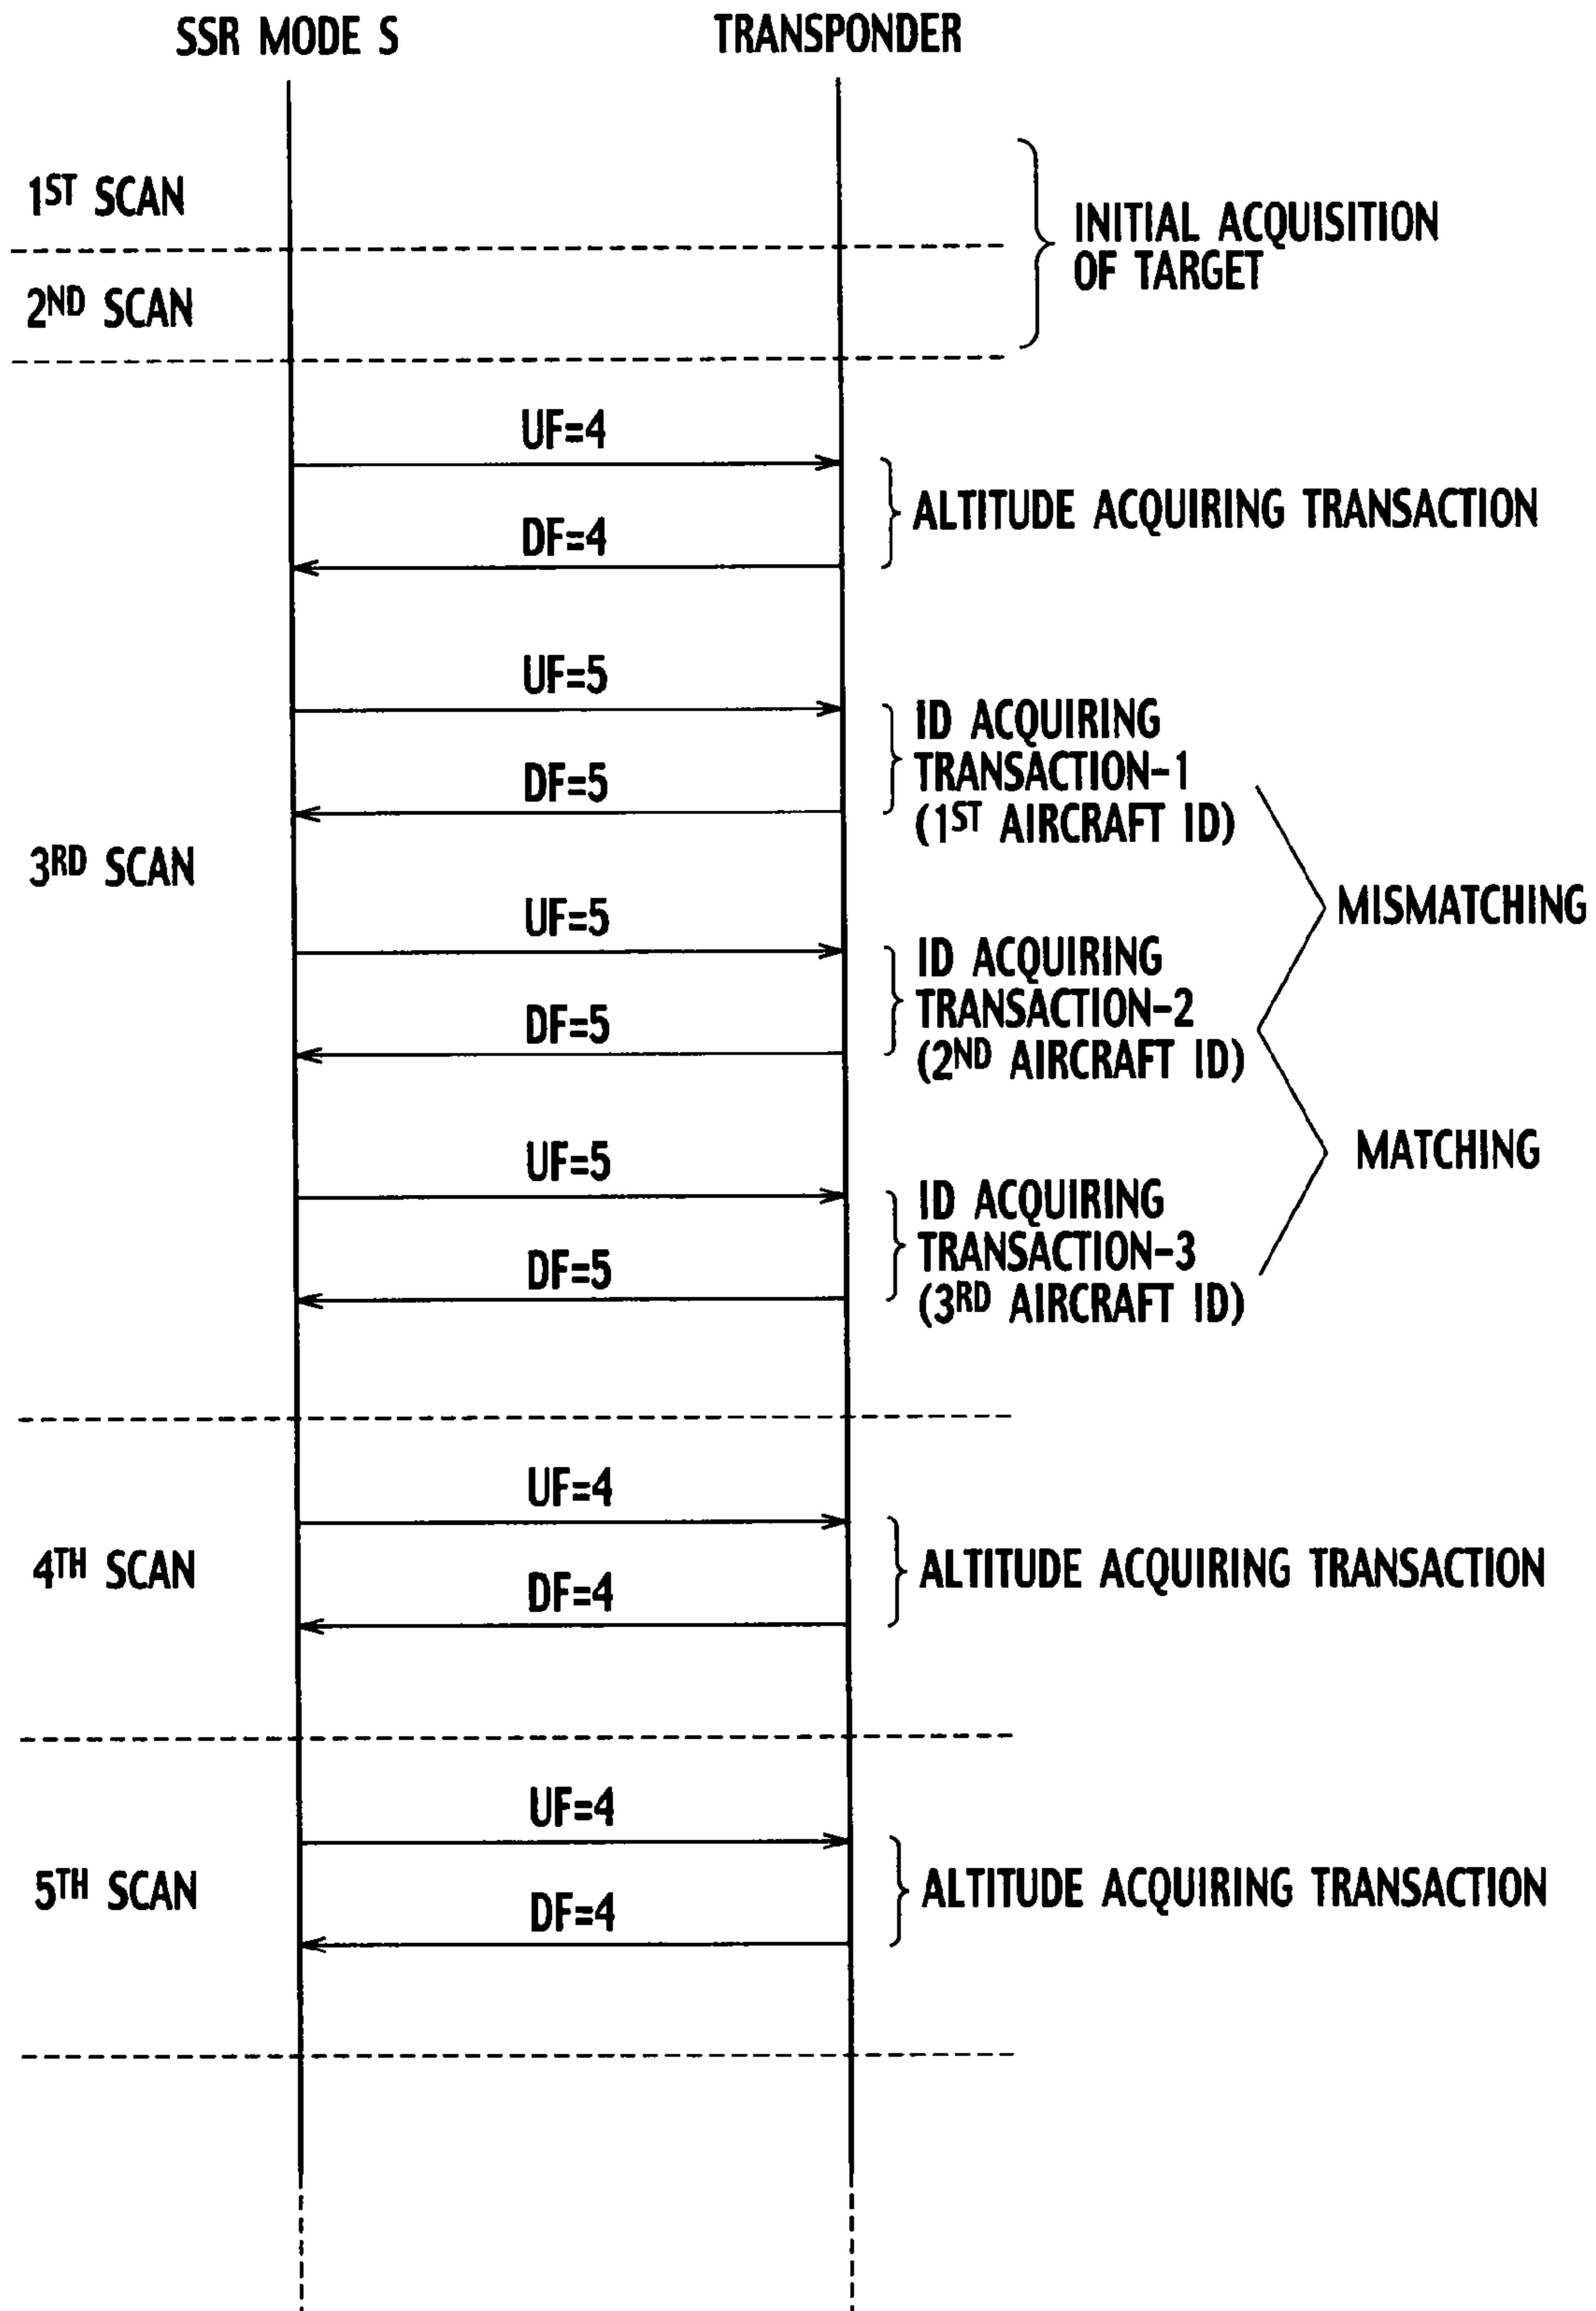 SSR MODE S
TRANSPONDER
1ST SCAN
INITIAL ACQUISITION
OF TARGET
2ND SCAN
UF=4
ALTITUDE ACQUIRING TRANSACTION
DF=4
UF=5
ID ACQUIRING
TRANSACTION-1
(1ST AIRCRAFT ID)
DF=5
3RD SCAN
MISMATCHING
UF=5
ID ACQUIRING
TRANSACTION-2
(2ND AIRCRAFT ID)
DF=5
MATCHING
UF=5
ID ACQUIRING
TRANSACTION-3
(3RD AIRCRAFT ID)
DF=5
UF=4
4TH SCAN
ALTITUDE ACQUIRING TRANSACTION
DF=4
UF=4
5TH SCAN
ALTITUDE ACQUIRING TRANSACTION
DF=4